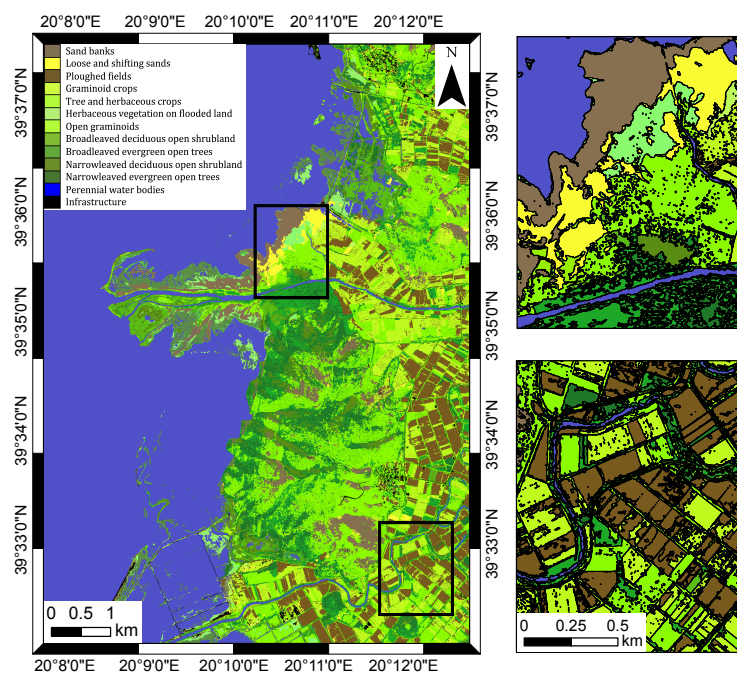 20°8'0"E 20°9'0"E 20°10'0"E 20°11'0"E 20°12'0"E
N
Sand banks
Loose and shifting sands
Ploughed fields
Graminoid crops
Tree and herbaceous crops
Herbaceous vegetation on flooded land
Open graminoids
Broadleaved deciduous open shrubland
Broadleaved evergreen open trees
Narrowleaved deciduous open shrubland
Narrowleaved evergreen open trees
Perennial water bodies
Infrastructure
39°37'0"N
39°36'0"N
39°35'0"N
39°34'0"N
39°33'0"N
39°37'0"N
39°36'0"N
39°35'0"N
39°34'0"N
39°33'0"N
0 0.5 1
km
0 0.25 0.5
km
20°8'0"E 20°9'0"E 20°10'0"E 20°11'0"E 20°12'0"E